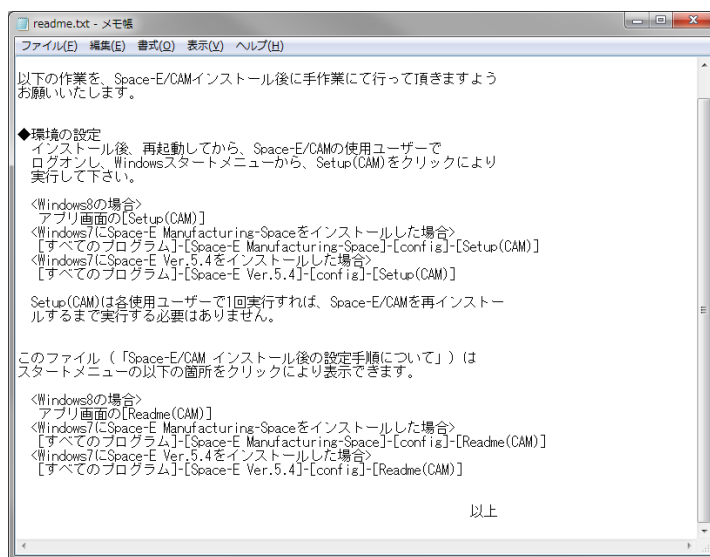 readme.txt - メモ帳
ファイル(F) 編集(E) 書式(O) 表示(V) ヘルプ(H)
以下の作業を、Space-E/CAMインストール後に手作業にて行って頂きますよう
お願いいたします。
◆環境の設定
インストール後、再起動してから、Space-E/CAMの使用ユーザーで
ログオンし、Windowsスタートメニューから、Setup(CAM)をクリックにより
実行して下さい。
<Windows8の場合>
アプリ画面の[Setup(CAM)]
<Windows7にSpace-E Manufacturing-Spaceをインストールした場合>
[すべてのプログラム]-[Space-E Manufacturing-Space]-[config]-[Setup(CAM)]
<Windows7にSpace-E Ver.5.4をインストールした場合>
[すべてのプログラム]-[Space-E Ver.5.4]-[config]-[Setup(CAM)]
Setup(CAM)は各使用ユーザーで1回実行すれば、Space-E/CAMを再インストー
ルするまで実行する必要はありません。
このファイル（「Space-E/CAM インストール後の設定手順について」）は
スタートメニューの以下の箇所をクリックにより表示できます。
<Windows8の場合>
アプリ画面の[Readme(CAM)]
<Windows7にSpace-E Manufacturing-Spaceをインストールした場合>
[すべてのプログラム]-[Space-E Manufacturing-Space]-[config]-[Readme(CAM)]
<Windows7にSpace-E Ver.5.4をインストールした場合>
[すべてのプログラム]-[Space-E Ver.5.4]-[config]-[Readme(CAM)]
以上